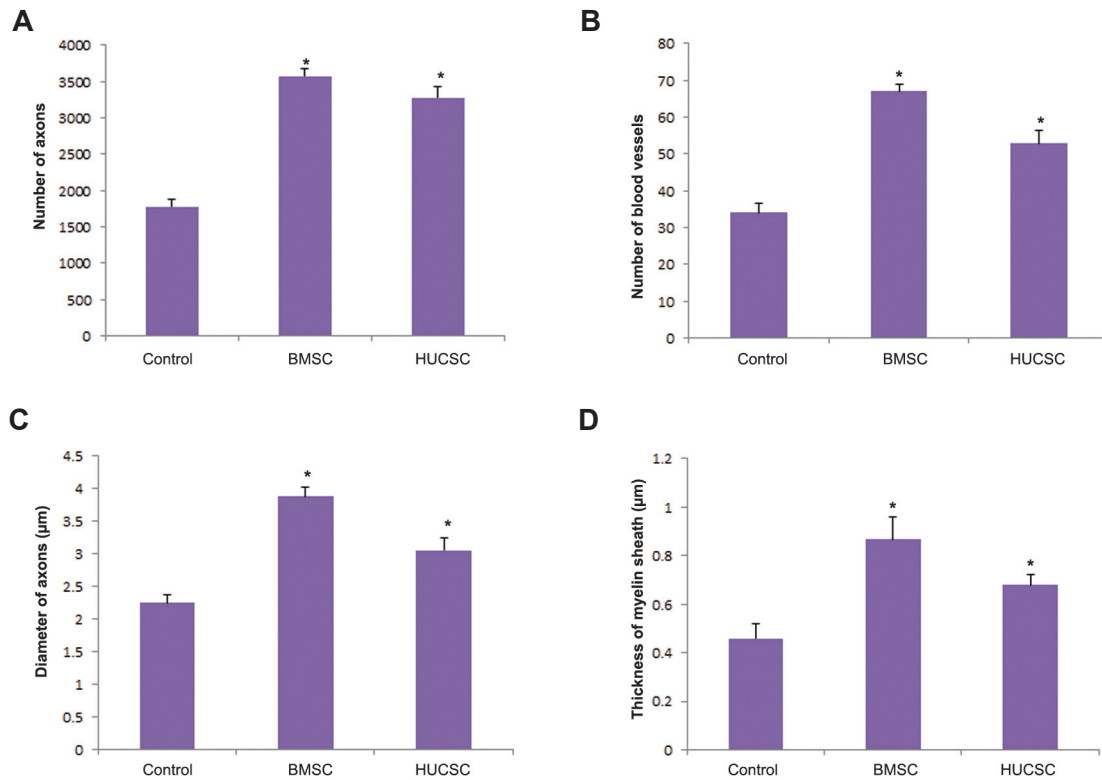 A
Number of axons
4000
3500
3000
2500
2000
1500
1000
500
0
*
*
Control
BMSC
HUCSC
B
Number of blood vessels
80
70
60
50
40
30
20
10
0
*
*
Control
BMSC
HUCSC
C
Diameter of axons (µm)
4.5
4
3.5
3
2.5
2
1.5
1
0.5
0
*
*
Control
BMSC
HUCSC
D
Thickness of myelin sheath (µm)
1.2
1
0.8
0.6
0.4
0.2
0
*
*
Control
BMSC
HUCSC